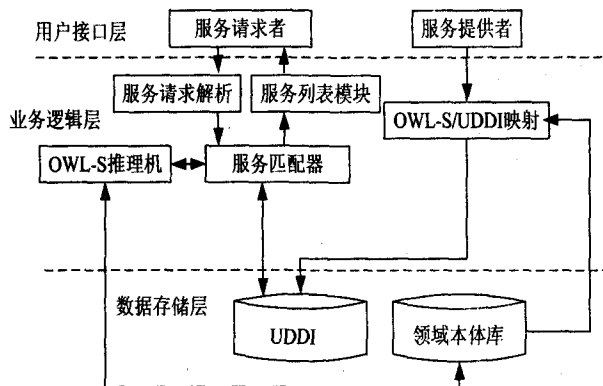 用户接口层
服务请求者
服务提供者
服务请求解析
服务列表模块
业务逻辑层
OWL-S/UDDI映射
OWL-S推理机
服务匹配器
数据存储层
UDDI
领域本体库